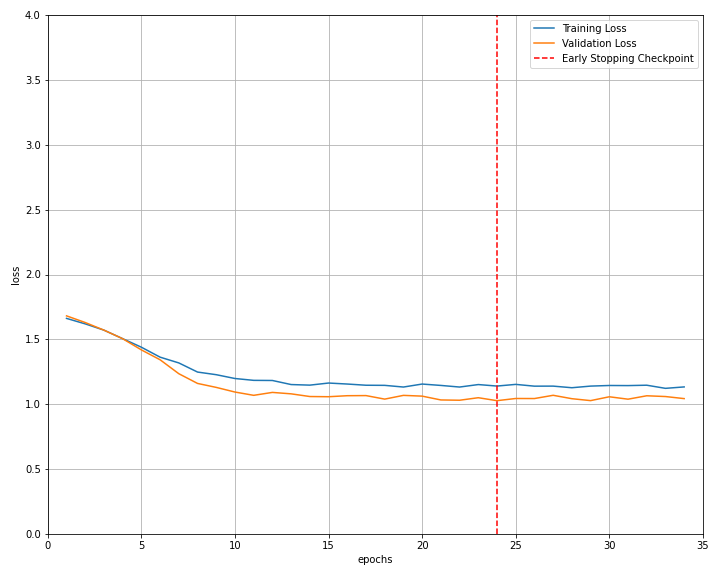 4.0
3.5
3.0
2.5
2.0
1.5
1.0
0.5
0.0
loss
0 5 10 15 20 25 30 35
epochs
Training Loss
Validation Loss
Early Stopping Checkpoint